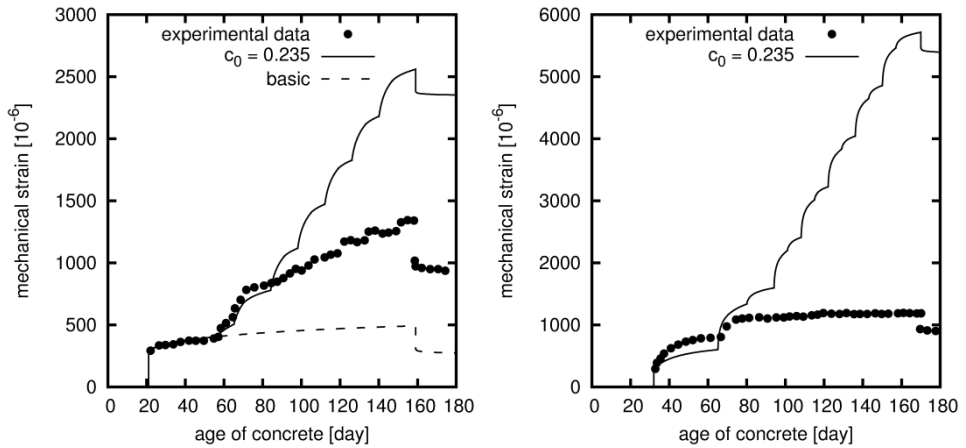 3000
2500
2000
1500
1000
500
0
mechanical strain [10⁻⁶]
experimental data
c₀ = 0.235
basic
0 20 40 60 80 100 120 140 160 180
age of concrete [day]
6000
5000
4000
3000
2000
1000
0
mechanical strain [10⁻⁶]
experimental data
c₀ = 0.235
0 20 40 60 80 100 120 140 160 180
age of concrete [day]